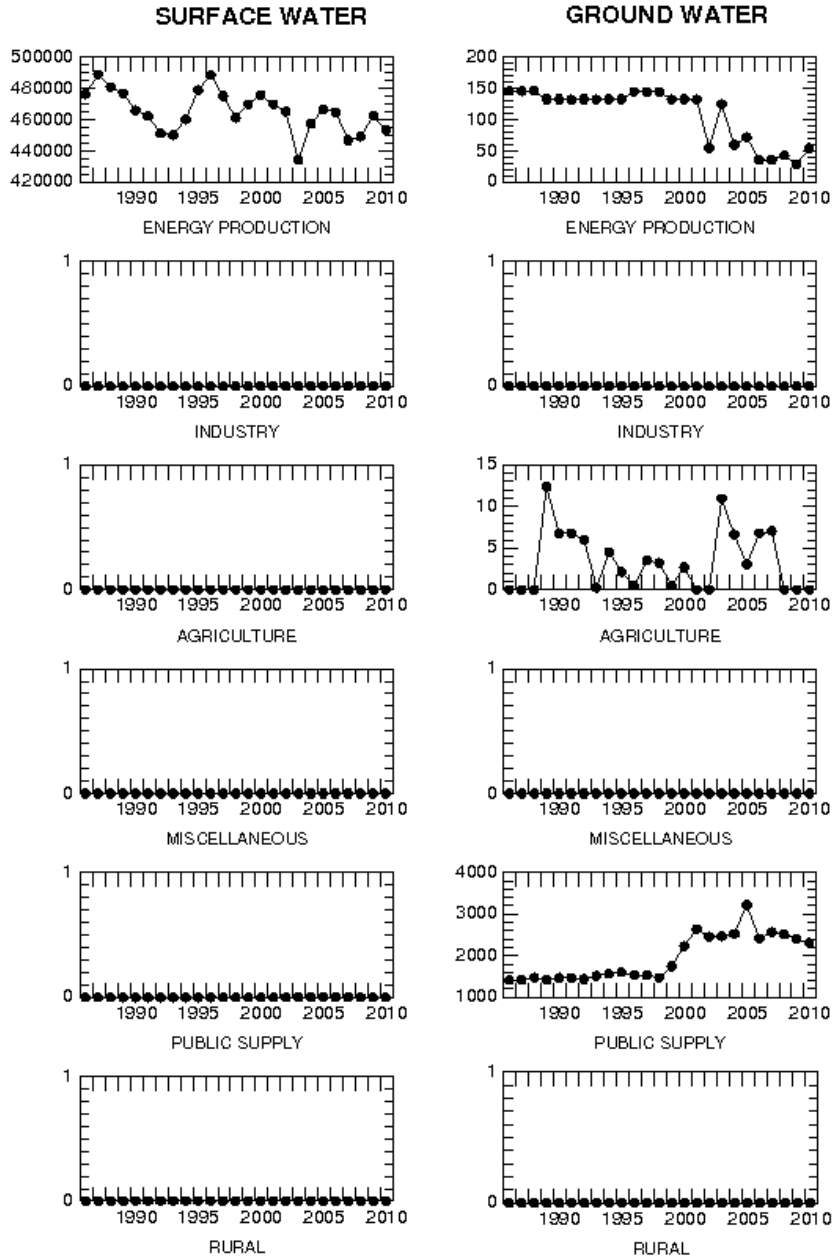 SURFACE WATER GROUND WATER
500000 200
480000 150
460000 100
440000 50
420000 0
1990 1995 2000 2005 2010 1990 1995 2000 2005 2010
ENERGY PRODUCTION ENERGY PRODUCTION
1 1
0 0
1990 1995 2000 2005 2010 1990 1995 2000 2005 2010
INDUSTRY INDUSTRY
1 15
10
5
0 0
1990 1995 2000 2005 2010 1990 1995 2000 2005 2010
AGRICULTURE AGRICULTURE
1 1
0 0
1990 1995 2000 2005 2010 1990 1995 2000 2005 2010
MISCELLANEOUS MISCELLANEOUS
1 4000
3000
2000
0 1000
1990 1995 2000 2005 2010 1990 1995 2000 2005 2010
PUBLIC SUPPLY PUBLIC SUPPLY
1 1
0 0
1990 1995 2000 2005 2010 1990 1995 2000 2005 2010
RURAL RURAL